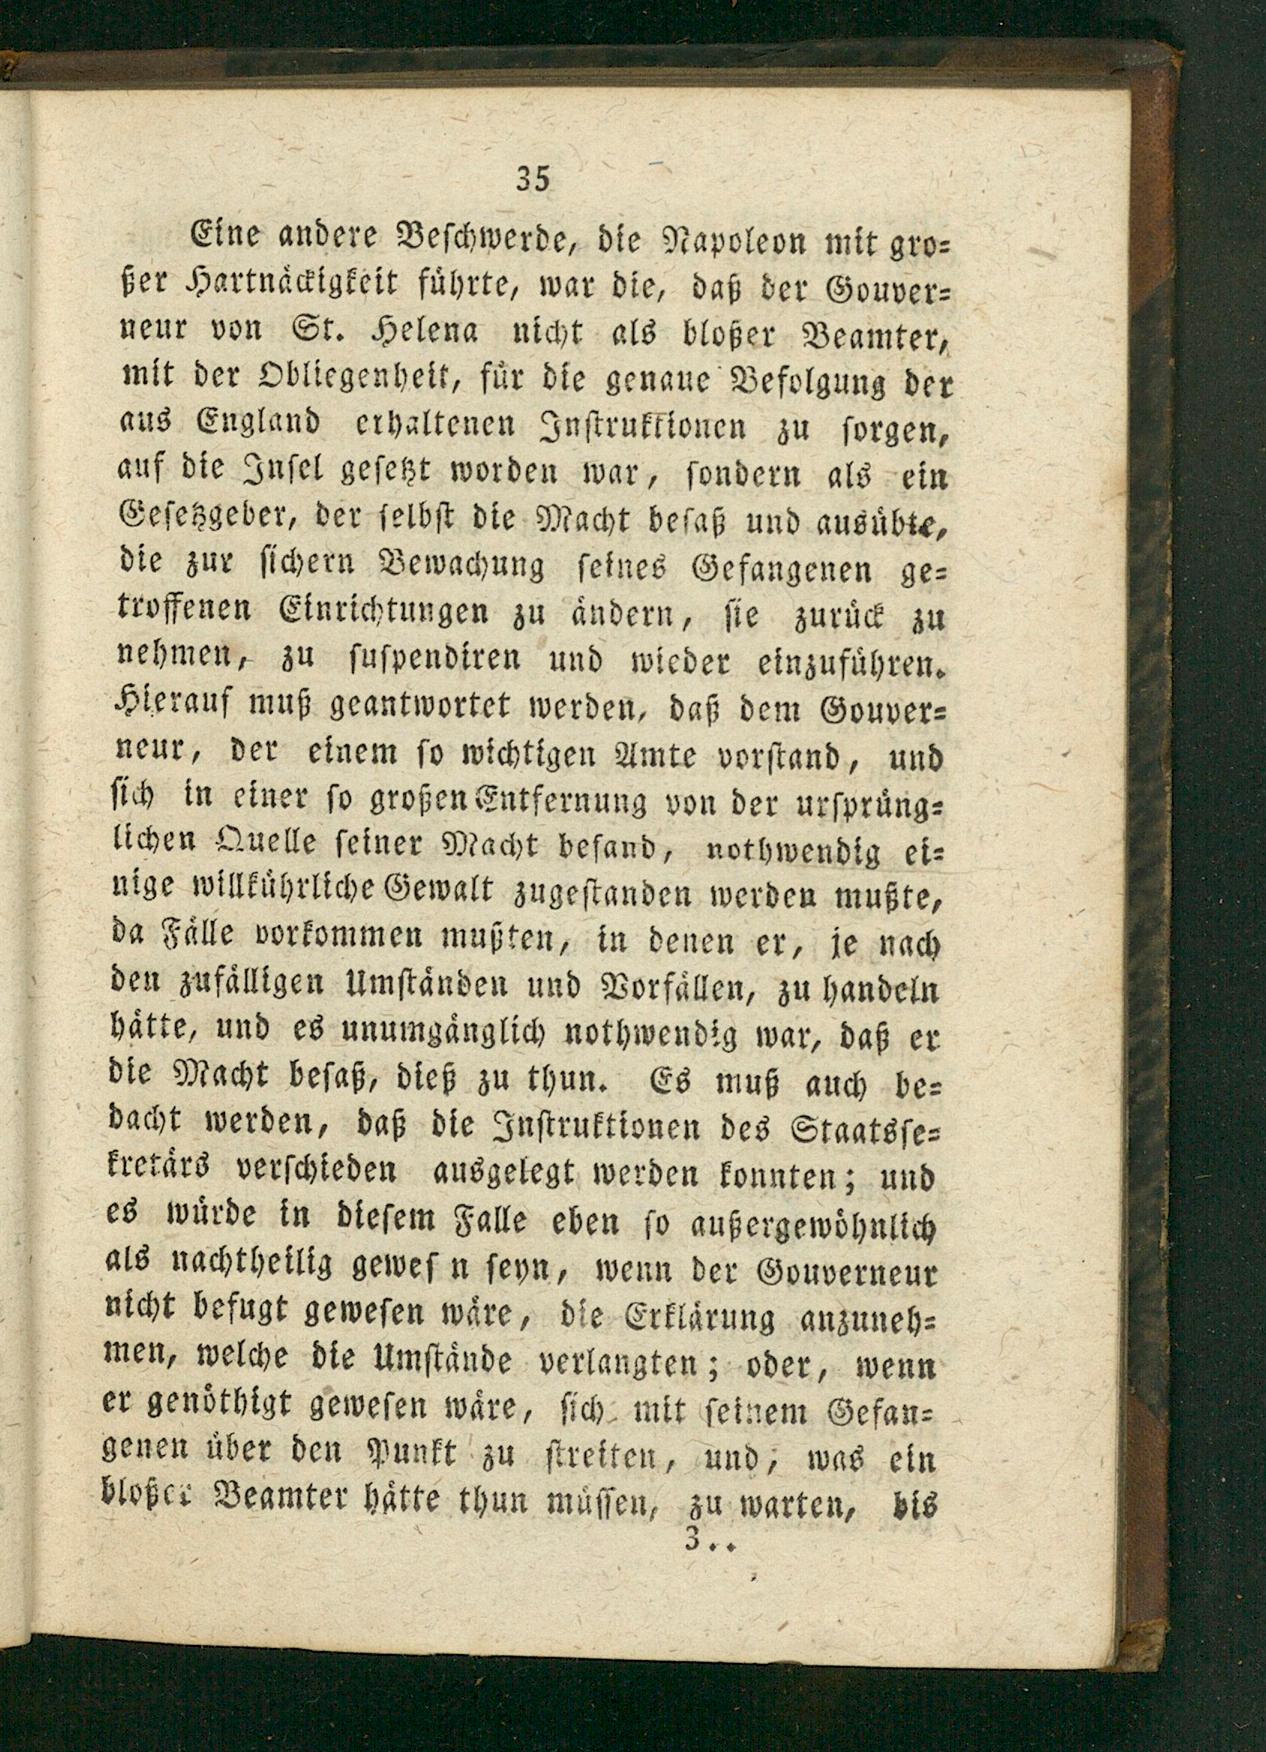 35
Eine andere Beschwerde, die Napoleon mit gro=
ßer Hartnäckigkeit führte, war die, daß der Gouver=
neur von St. Helena nicht als bloßer Beamter,
mit der Obliegenheit, für die genaue Befolgung der
aus England erhaltenen Instruktionen zu sorgen,
auf die Insel gesetzt worden war, sondern als ein
Gesetzgeber, der selbst die Macht besaß und ausübte,
die zur sichern Bewachung seines Gefangenen ge=
troffenen Einrichtungen zu ändern, sie zurück zu
nehmen, zu suspendiren und wieder einzuführen.
Hierauf muß geantwortet werden, daß dem Gouver=
neur, der einem so wichtigen Amte vorstand, und
sich in einer so großen Entfernung von der ursprüng=
lichen Quelle seiner Macht befand, nothwendig ei=
nige willkührliche Gewalt zugestanden werden mußte,
da Fälle vorkommen mußten, in denen er, je nach
den zufälligen Umständen und Vorfällen, zu handeln
hätte, und es unumgänglich nothwendig war, daß er
die Macht besaß, dieß zu thun. Es muß auch be=
dacht werden, daß die Instruktionen des Staatsse=
kretärs verschieden ausgelegt werden konnten; und
es würde in diesem Falle eben so außergewöhnlich
als nachtheilig gewes n seyn, wenn der Gouverneur
nicht befugt gewesen wäre, die Erklärung anzuneh=
men, welche die Umstände verlangten; oder, wenn
er genöthigt gewesen wäre, sich mit seinem Gefan=
genen über den Punkt zu streiten, und, was ein
bloßer Beamter hätte thun müssen, zu warten, bis
3..